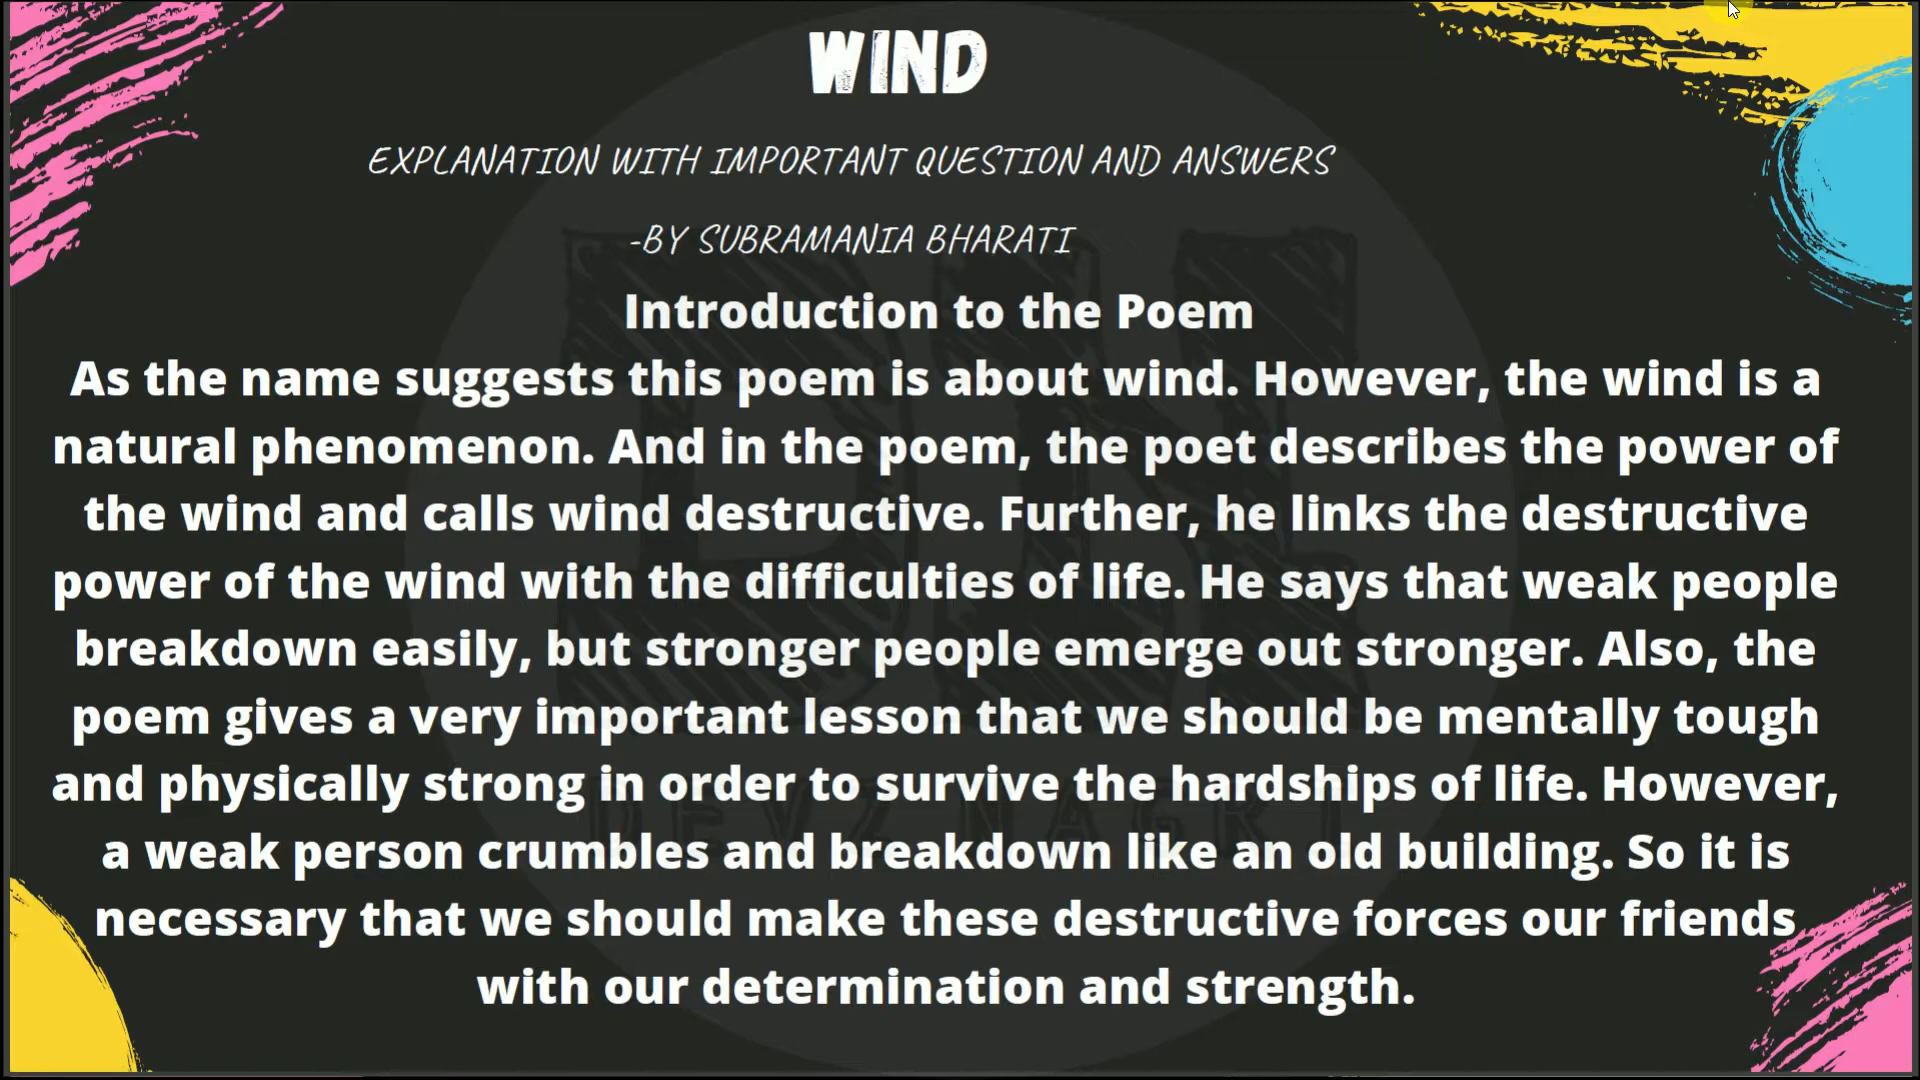 WIND
EXPLANATION WITH IMPORTANT QUESTION AND ANSWERS
-BY SUBRAMANIA BHARATI
Introduction to the Poem
As the name suggests this poem is about wind. However, the wind is a
natural phenomenon. And in the poem, the poet describes the power of
the wind and calls wind destructive. Further, he links the destructive
power of the wind with the difficulties of life. He says that weak people
breakdown easily, but stronger people emerge out stronger. Also, the
poem gives a very important lesson that we should be mentally tough
and physically strong in order to survive the hardships of life. However,
a weak person crumbles and breakdown like an old building. So it is
necessary that we should make these destructive forces our friends
with our determination and strength.